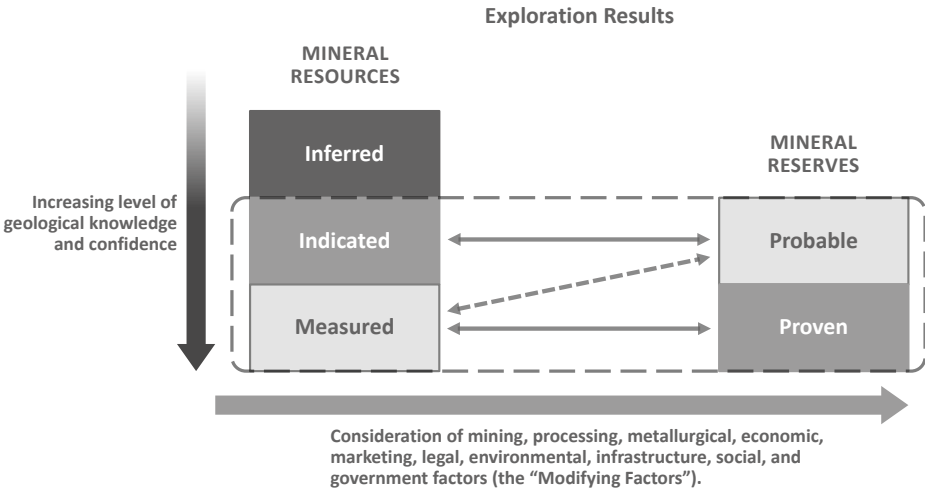 Exploration Results
MINERAL
RESOURCES
Inferred
MINERAL
RESERVES
Increasing level of
geological knowledge
and confidence
Indicated
Probable
Measured
Proven
Consideration of mining, processing, metallurgical, economic,
marketing, legal, environmental, infrastructure, social, and
government factors (the “Modifying Factors”).